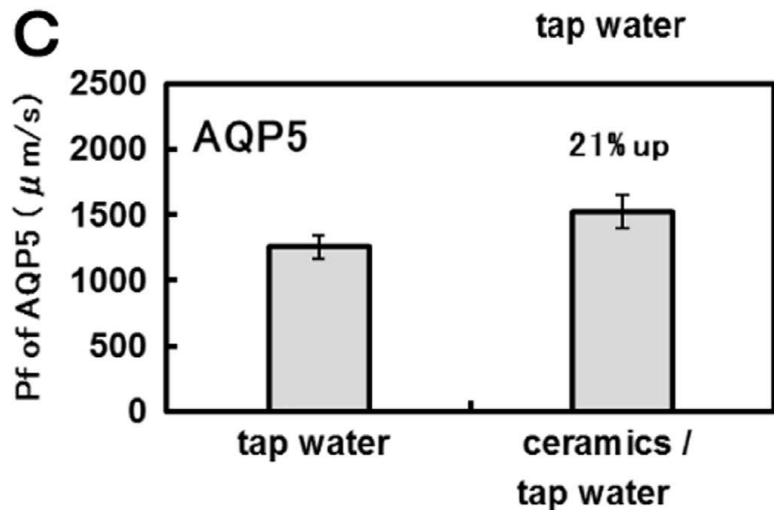 C
tap water
Pf of AQP5 ( μm/s)
2500
2000
1500
1000
500
0
AQP5
21% up
tap water
ceramics /
tap water